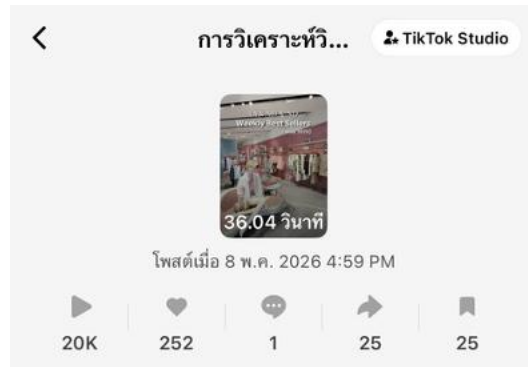 การวิเคราะห์วิ...
TikTok Studio
Weekly Best Sellerz
36.04 วินาที
โพสต์เมื่อ 8 พ.ค. 2026 4:59 PM
20K
252
1
25
25